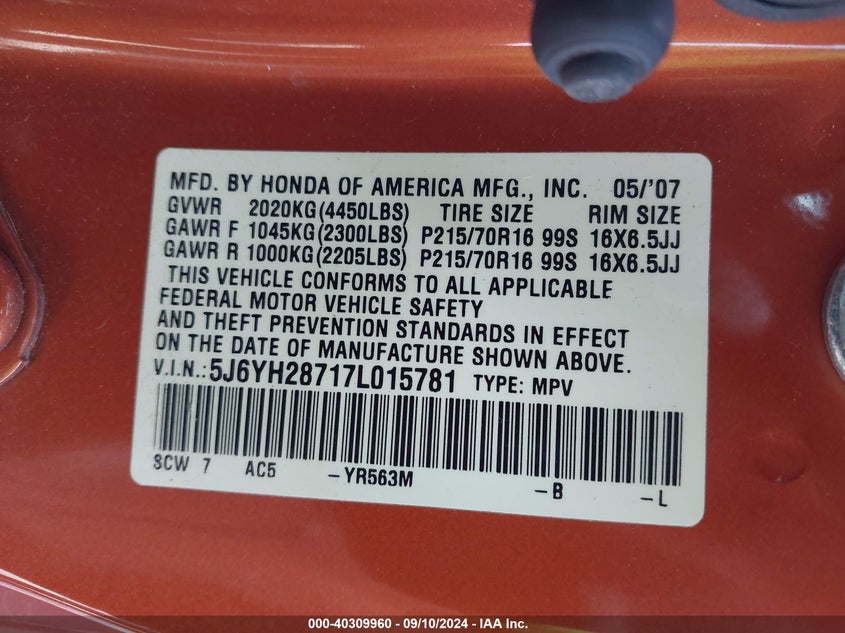 MFD. BY HONDA OF AMERICA MFG., INC. 05/'07
GVWR 2020KG(4450LBS) TIRE SIZE RIM SIZE
GAWR F 1045KG(2300LBS) P215/70R16 99S 16X6.5JJ
GAWR R 1000KG(2205LBS) P215/70R16 99S 16X6.5JJ
THIS VEHICLE CONFORMS TO ALL APPLICABLE
FEDERAL MOTOR VEHICLE SAFETY
AND THEFT PREVENTION STANDARDS IN EFFECT
ON THE DATE OF MANUFACTURE SHOWN ABOVE.
V.I.N.: 5J6YH28717L015781 TYPE: MPV
SCW 7 AC5 -YR563M -B -L
000-40309960 - 09/10/2024 - IAA Inc.